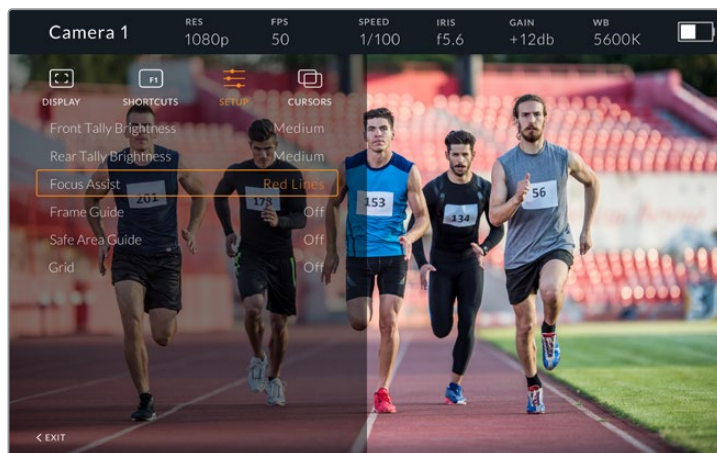 Camera 1
RES
1080p
FPS
50
SPEED
1/100
IRIS
f5.6
GAIN
+12db
WB
5600K
F1
DISPLAY
SHORTCUTS
SETUP
CURSORS
Front Tally Brightness Medium
Rear Tally Brightness Medium
Focus Assist Red Lines
Frame Guide Off
Safe Area Guide Off
Grid Off
201
178
153
134
56
< EXIT